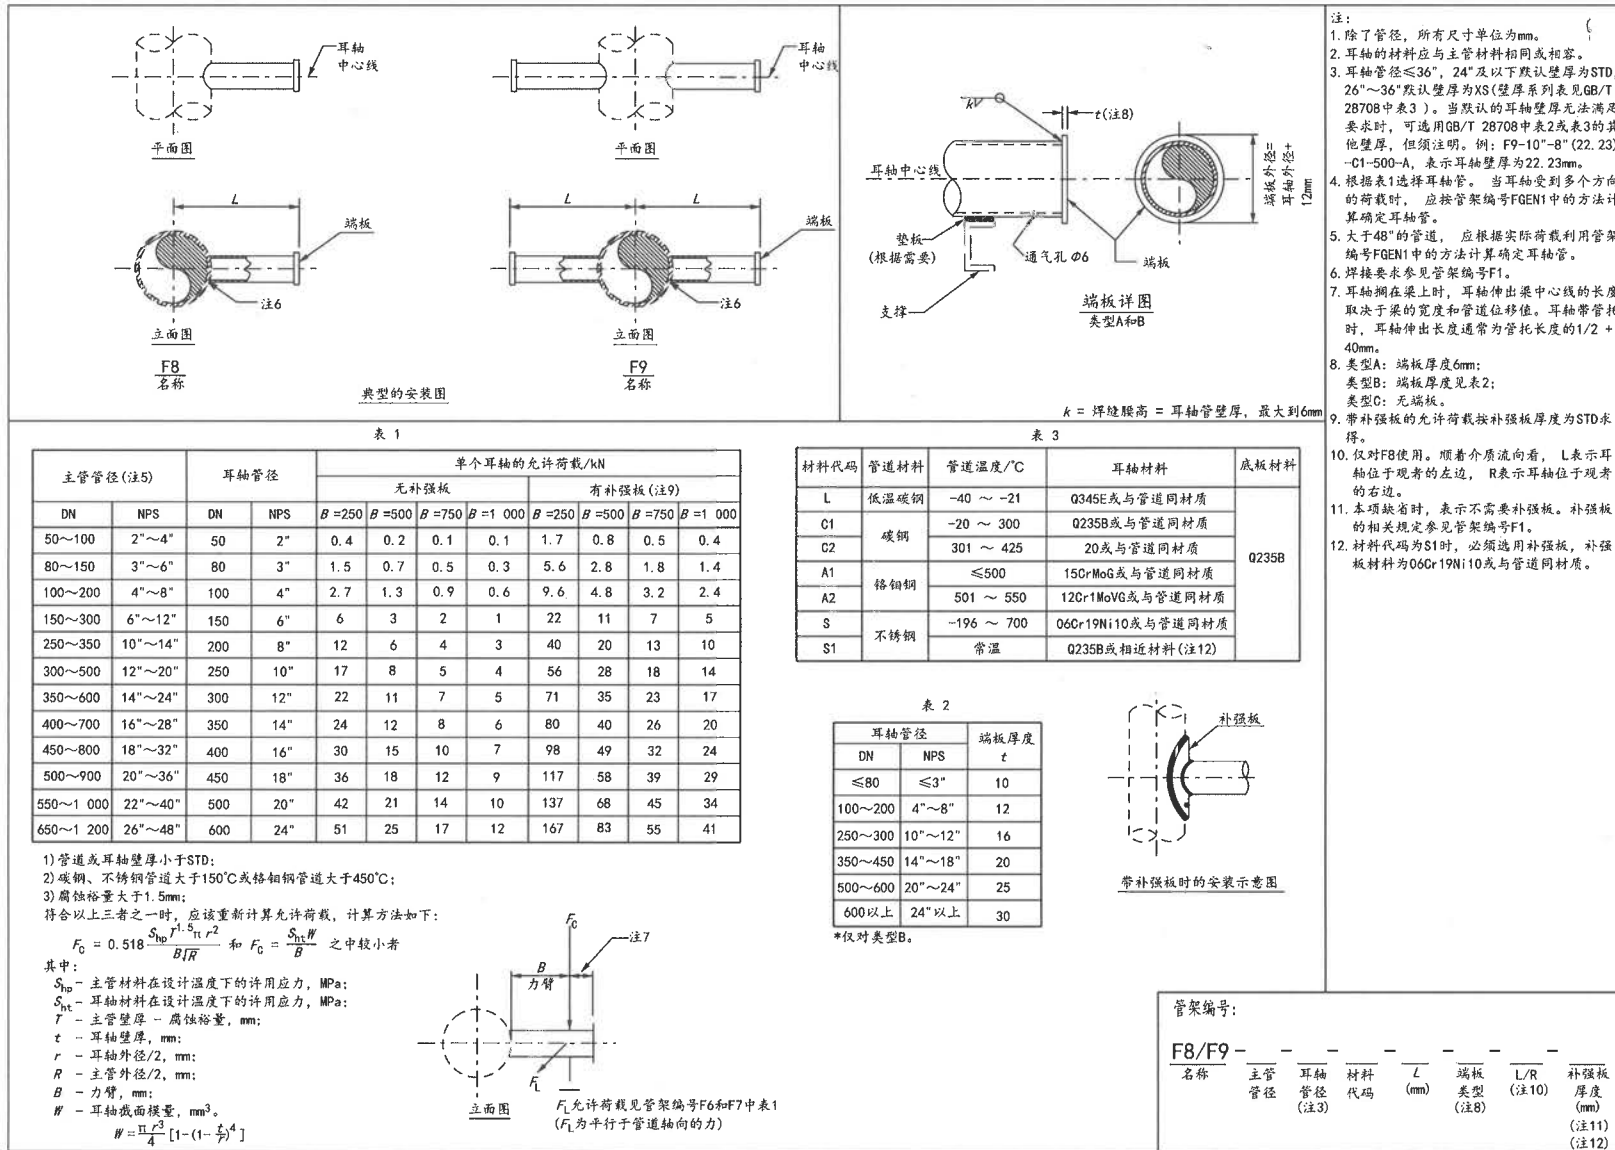 耳轴
中心线
平面图
L
端板
注6
立面图
F8
名称
耳轴
中心线
平面图
L
L
端板
注6
立面图
F9
名称
典型的安装图
k
t(注8)
耳轴中心线
端板外径=
耳轴外径+
12mm
垫板
(根据需要)
通气孔 Φ6
端板
支撑
端板详图
类型A和B
k = 焊缝腰高 = 耳轴管壁厚, 最大到6mm
注:
1. 除了管径, 所有尺寸单位为mm。
2. 耳轴的材料应与主管材料相同或相容。
3. 耳轴管径≤36", 24"及以下默认壁厚为STD,
26"～36"默认壁厚为XS(壁厚系列表见GB/T
28708中表3 )。当默认的耳轴壁厚无法满足
要求时, 可选用GB/T 28708中表2或表3的其
他壁厚, 但须注明。例: F9-10"-8"(22.23)
-C1-500-A, 表示耳轴壁厚为22.23mm。
4. 根据表1选择耳轴管。 当耳轴受到多个方向
的荷载时, 应按管架编号FGEN1中的方法计
算确定耳轴管。
5. 大于48"的管道, 应根据实际荷载利用管架
编号FGEN1中的方法计算确定耳轴管。
6. 焊接要求参见管架编号F1。
7. 耳轴搁在梁上时, 耳轴伸出梁中心线的长度
取决于梁的宽度和管道位移值。耳轴带管托
时, 耳轴伸出长度通常为管托长度的1/2 +
40mm。
8. 类型A: 端板厚度6mm;
类型B: 端板厚度见表2;
类型C: 无端板。
9. 带补强板的允许荷载按补强板厚度为STD求
得。
10. 仅对F8使用。顺着介质流向看, L表示耳
轴位于观者的左边, R表示耳轴位于观者
的右边。
11. 本项缺省时, 表示不需要补强板。补强板
的相关规定参见管架编号F1。
12. 材料代码为S1时, 必须选用补强板, 补强
板材料为06Cr19Ni10或与管道同材质。
表 1
主管管径(注5) 耳轴管径 单个耳轴的允许荷载/kN
无补强板 有补强板(注9)
DN NPS DN NPS B=250 B=500 B=750 B=1 000 B=250 B=500 B=750 B=1 000
50～100 2"～4" 50 2" 0.4 0.2 0.1 0.1 1.7 0.8 0.5 0.4
80～150 3"～6" 80 3" 1.5 0.7 0.5 0.3 5.6 2.8 1.8 1.4
100～200 4"～8" 100 4" 2.7 1.3 0.9 0.6 9.6 4.8 3.2 2.4
150～300 6"～12" 150 6" 6 3 2 1 22 11 7 5
250～350 10"～14" 200 8" 12 6 4 3 40 20 13 10
300～500 12"～20" 250 10" 17 8 5 4 56 28 18 14
350～600 14"～24" 300 12" 22 11 7 5 71 35 23 17
400～700 16"～28" 350 14" 24 12 8 6 80 40 26 20
450～800 18"～32" 400 16" 30 15 10 7 98 49 32 24
500～900 20"～36" 450 18" 36 18 12 9 117 58 39 29
550～1 000 22"～40" 500 20" 42 21 14 10 137 68 45 34
650～1 200 26"～48" 600 24" 51 25 17 12 167 83 55 41
1)管道或耳轴壁厚小于STD;
2)碳钢、不锈钢管道大于150℃或铬钼钢管道大于450℃;
3)腐蚀裕量大于1.5mm;
符合以上三者之一时, 应该重新计算允许荷载, 计算方法如下:
F_C = 0.518 S_hp T^1.5 π r^2 / B√R 和 F_C = S_ht W / B 之中较小者
其中:
S_hp - 主管材料在设计温度下的许用应力, MPa;
S_ht - 耳轴材料在设计温度下的许用应力, MPa;
T - 主管壁厚 - 腐蚀裕量, mm;
t - 耳轴壁厚, mm;
r - 耳轴外径/2, mm;
R - 主管外径/2, mm;
B - 力臂, mm;
W - 耳轴截面模量, mm³。
W = π r³/4 [1-(1- t/r)⁴]
F_C
注7
B
力臂
F_L
立面图
F_L允许荷载见管架编号F6和F7中表1
(F_L为平行于管道轴向的力)
表 3
材料代码 管道材料 管道温度/℃ 耳轴材料 底板材料
L 低温碳钢 -40 ～ -21 Q345E或与管道同材质 Q235B
C1 碳钢 -20 ～ 300 Q235B或与管道同材质
C2 301 ～ 425 20或与管道同材质
A1 铬钼钢 ≤500 15CrMoG或与管道同材质
A2 501 ～ 550 12Cr1MoVG或与管道同材质
S 不锈钢 -196 ～ 700 06Cr19Ni10或与管道同材质
S1 常温 Q235B或相近材料(注12)
表 2
耳轴管径 端板厚度
DN NPS t
≤80 ≤3" 10
100～200 4"～8" 12
250～300 10"～12" 16
350～450 14"～18" 20
500～600 20"～24" 25
600以上 24"以上 30
*仅对类型B。
补强板
带补强板时的安装示意图
管架编号:
F8/F9 - - - - - - -
名称 主管管径 耳轴管径(注3) 材料代码 L(mm) 端板类型(注8) L/R(注10) 补强板厚度(mm)(注11)(注12)